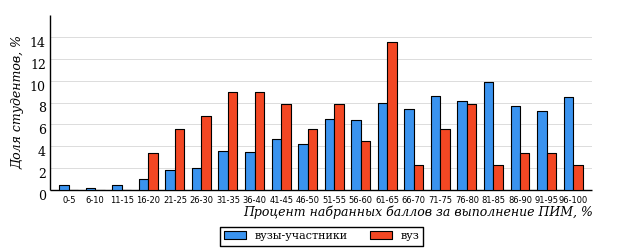 Доля студентов, %
14
12
10
8
6
4
2
0
0-5 6-10 11-15 16-20 21-25 26-30 31-35 36-40 41-45 46-50 51-55 56-60 61-65 66-70 71-75 76-80 81-85 86-90 91-95 96-100
Процент набранных баллов за выполнение ПИМ, %
вузы-участники вуз